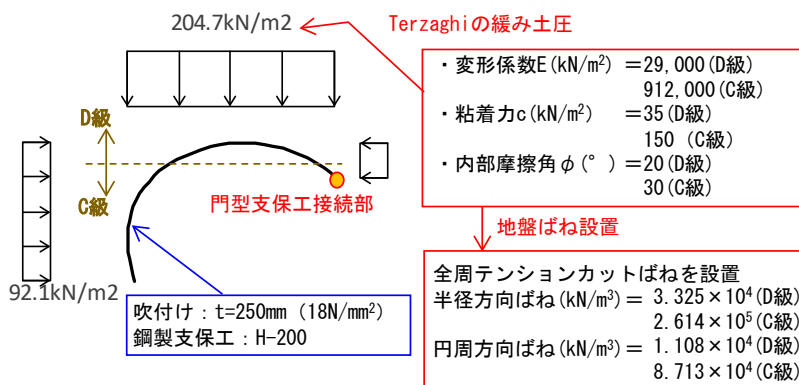 204.7kN/m2
Terzaghiの緩み土圧
・変形係数E(kN/m²) ＝29,000(D級)
912,000(C級)
・粘着力c(kN/m²) ＝35(D級)
150 (C級)
・内部摩擦角φ(°) ＝20(D級)
30(C級)
D級
C級
門型支保工接続部
地盤ばね設置
92.1kN/m2
吹付け：t=250mm (18N/mm²)
鋼製支保工：H-200
全周テンションカットばねを設置
半径方向ばね(kN/m³)＝ 3.325×10⁴(D級)
2.614×10⁵(C級)
円周方向ばね(kN/m³)＝ 1.108×10⁴(D級)
8.713×10⁴(C級)